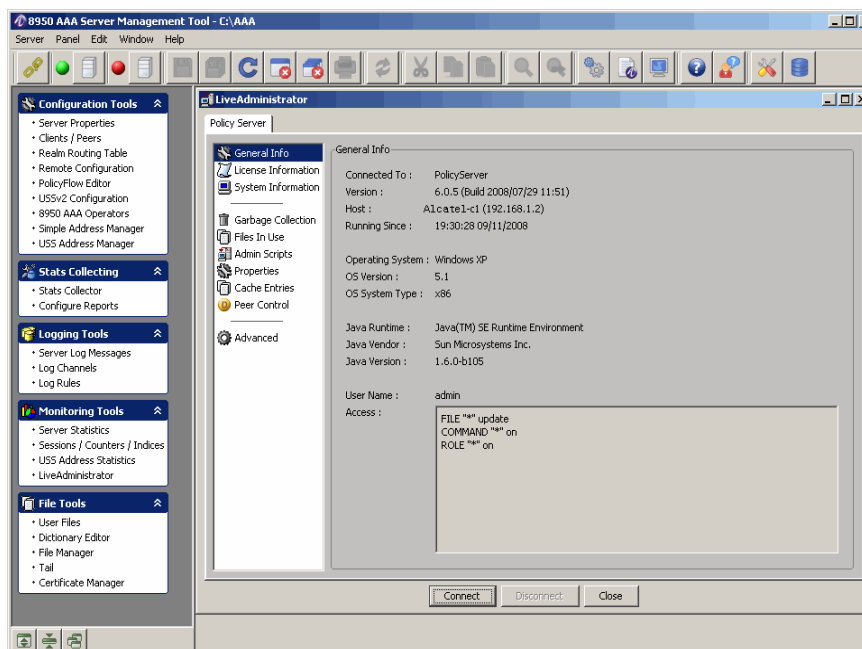 8950 AAA Server Management Tool - C:\AAA
Server Panel Edit Window Help
Configuration Tools
• Server Properties
• Clients / Peers
• Realm Routing Table
• Remote Configuration
• PolicyFlow Editor
• USSv2 Configuration
• 8950 AAA Operators
• Simple Address Manager
• USS Address Manager
Stats Collecting
• Stats Collector
• Configure Reports
Logging Tools
• Server Log Messages
• Log Channels
• Log Rules
Monitoring Tools
• Server Statistics
• Sessions / Counters / Indices
• USS Address Statistics
• LiveAdministrator
File Tools
• User Files
• Dictionary Editor
• File Manager
• Tail
• Certificate Manager
LiveAdministrator
Policy Server
General Info
License Information
System Information
Garbage Collection
Files In Use
Admin Scripts
Properties
Cache Entries
Peer Control
Advanced
General Info
Connected To : PolicyServer
Version : 6.0.5 (Build 2008/07/29 11:51)
Host : Alcatel-c1 (192.168.1.2)
Running Since : 19:30:28 09/11/2008
Operating System : Windows XP
OS Version : 5.1
OS System Type : x86
Java Runtime : Java(TM) SE Runtime Environment
Java Vendor : Sun Microsystems Inc.
Java Version : 1.6.0-b105
User Name : admin
Access :
FILE "*" update
COMMAND "*" on
ROLE "*" on
Connect Disconnect Close